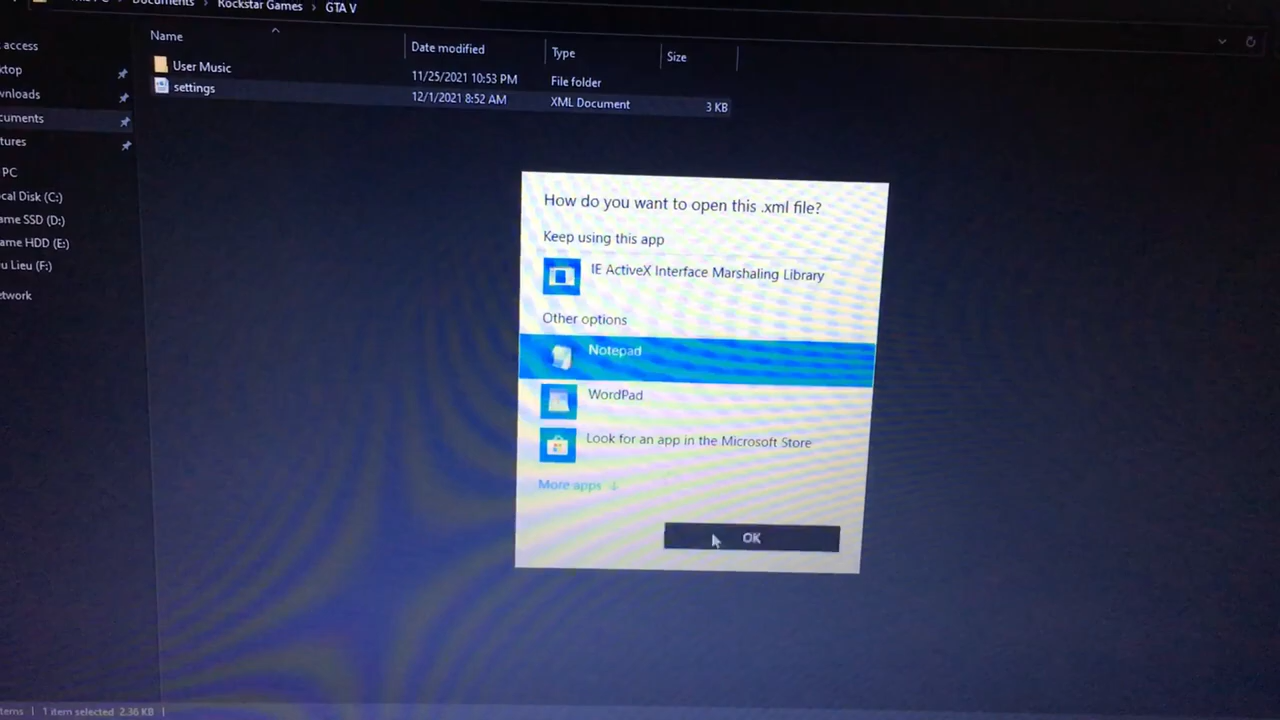 Documents > Rockstar Games > GTA V
Name
Date modified
Type
Size
User Music
11/25/2021 10:53 PM
File folder
settings
12/1/2021 8:52 AM
XML Document
3 KB
access
ktop
wnloads
cuments
tures
PC
cal Disk (C:)
ame SSD (D:)
ame HDD (E:)
u Lieu (F:)
etwork
How do you want to open this .xml file?
Keep using this app
IE ActiveX Interface Marshaling Library
Other options
Notepad
WordPad
Look for an app in the Microsoft Store
More apps ↓
OK
tems | 1 item selected 2.36 KB |